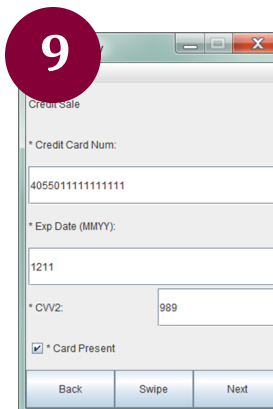 9
Credit Sale
* Credit Card Num:
4055011111111111
* Exp Date (MMYY):
1211
* CVV2:
989
* Card Present
Back
Swipe
Next